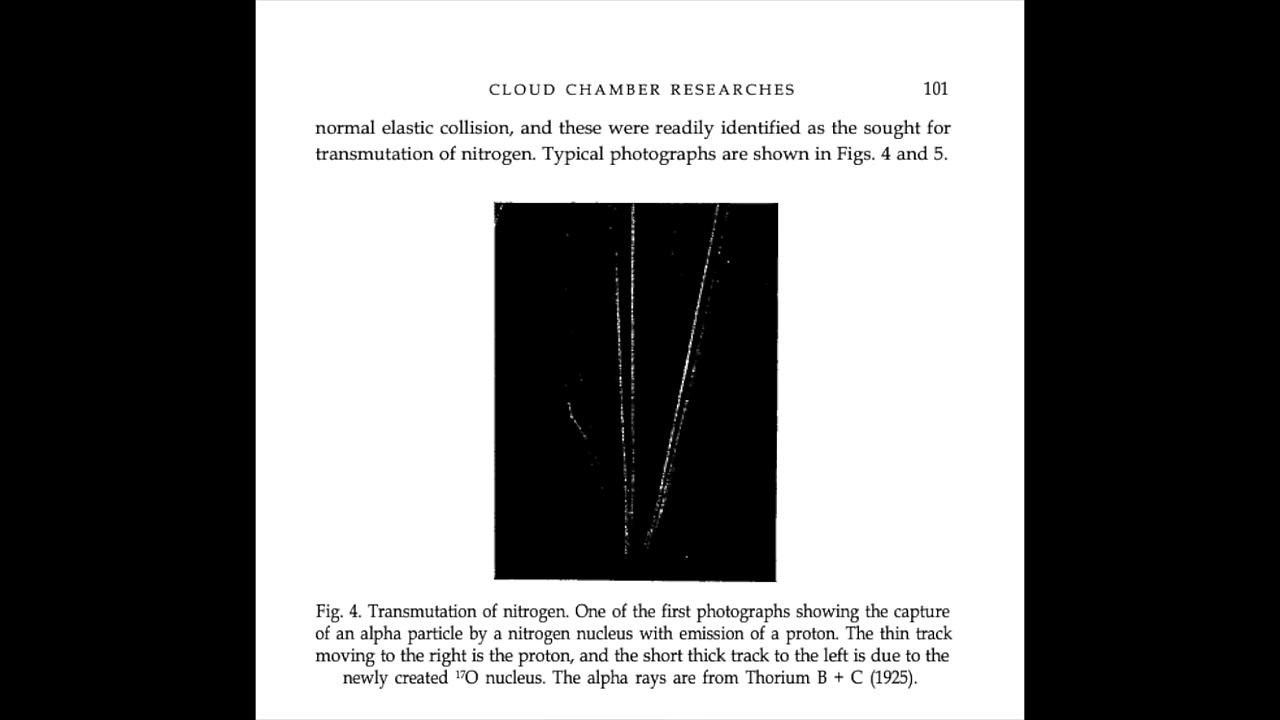 CLOUD CHAMBER RESEARCHES 101
normal elastic collision, and these were readily identified as the sought for
transmutation of nitrogen. Typical photographs are shown in Figs. 4 and 5.
Fig. 4. Transmutation of nitrogen. One of the first photographs showing the capture
of an alpha particle by a nitrogen nucleus with emission of a proton. The thin track
moving to the right is the proton, and the short thick track to the left is due to the
newly created ¹⁷O nucleus. The alpha rays are from Thorium B + C (1925).